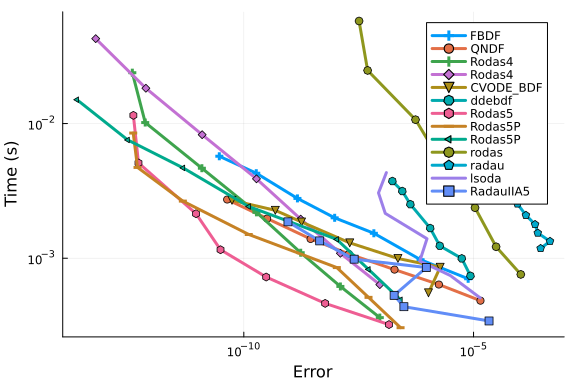 FBDF
QNDF
Rodas4
Rodas4
CVODE_BDF
ddebdf
Rodas5
Rodas5P
Rodas5P
rodas
radau
lsoda
RadauIIA5
Time (s)
10⁻²
10⁻³
10⁻¹⁰
10⁻⁵
Error